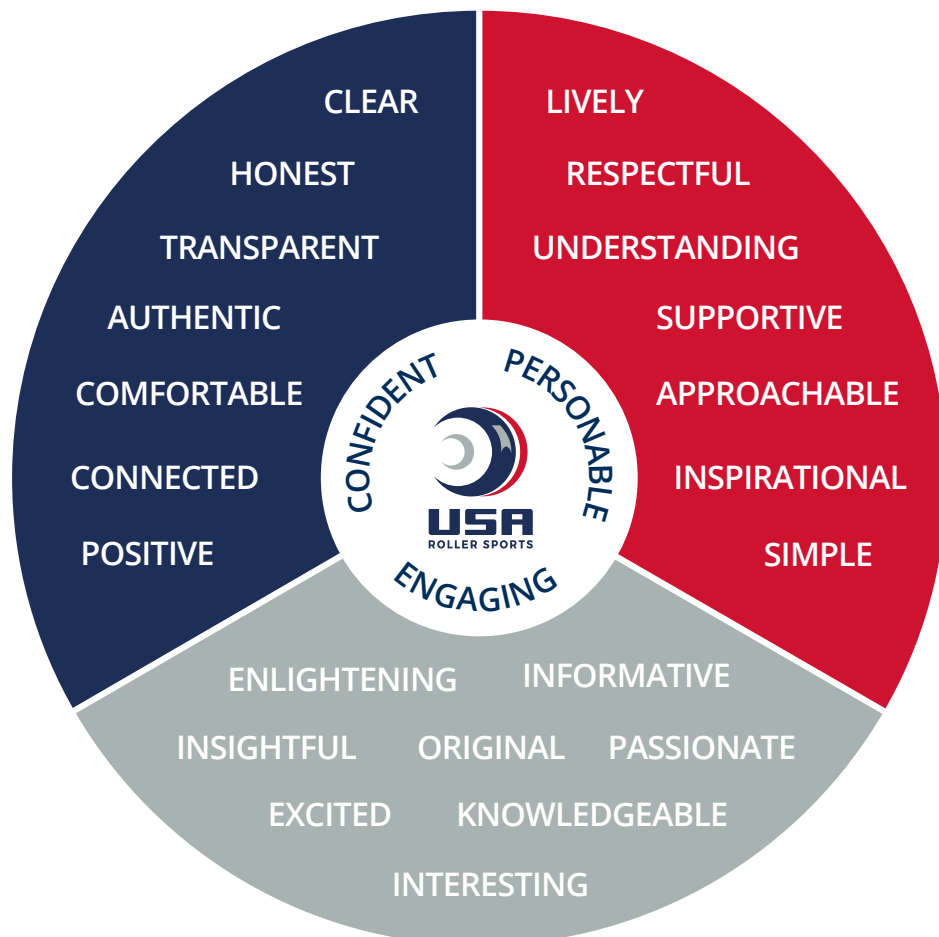 CLEAR
HONEST
TRANSPARENT
AUTHENTIC
COMFORTABLE
CONNECTED
POSITIVE
LIVELY
RESPECTFUL
UNDERSTANDING
SUPPORTIVE
APPROACHABLE
INSPIRATIONAL
SIMPLE
CONFIDENT
PERSONABLE
USA
ROLLER SPORTS
ENGAGING
ENLIGHTENING
INFORMATIVE
INSIGHTFUL
ORIGINAL
PASSIONATE
EXCITED
KNOWLEDGEABLE
INTERESTING